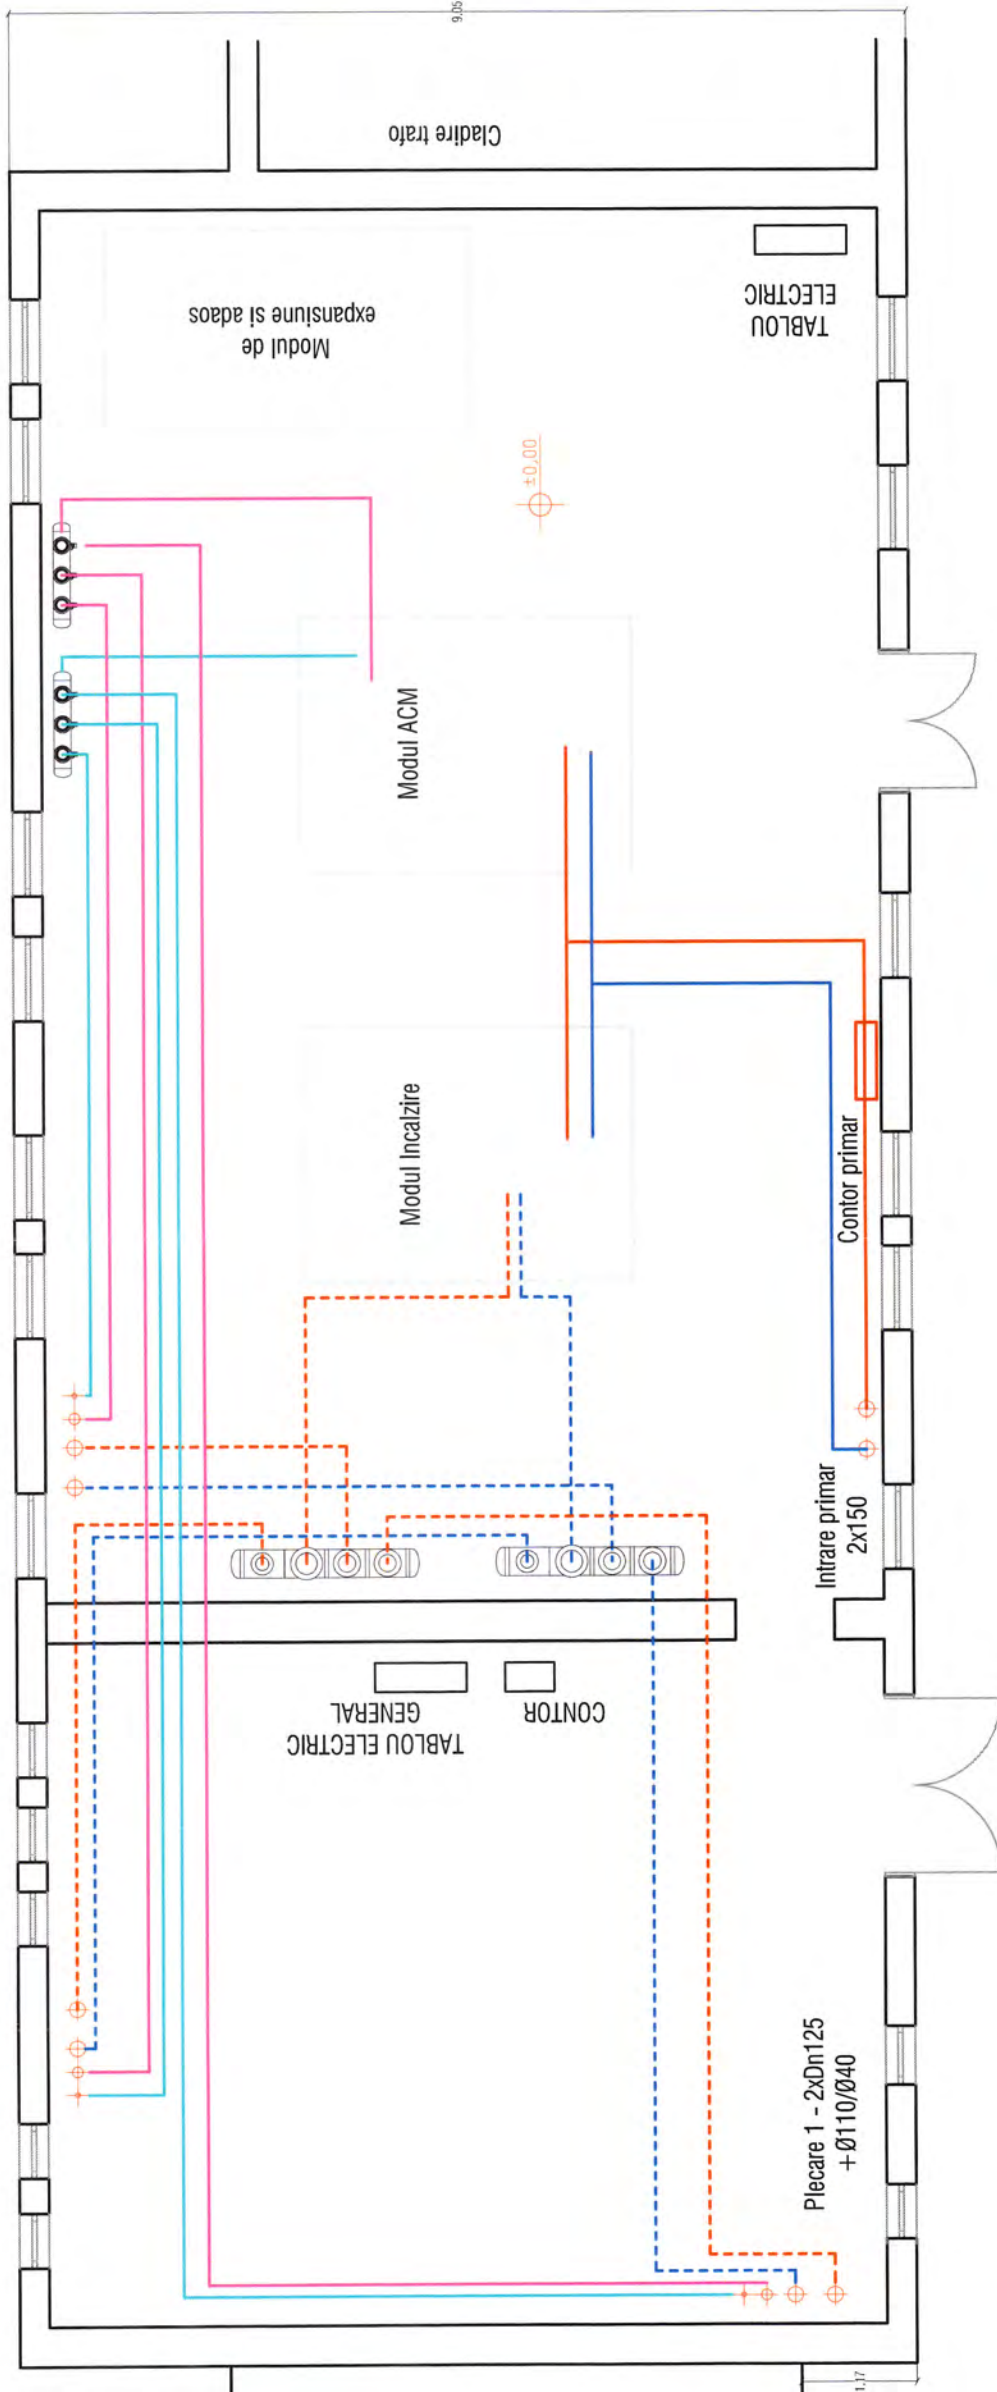 9.05
Cladire trafo
Modul de
expansiune si adaos
TABLOU
ELECTRIC
±0,00
Modul ACM
Modul Incalzire
Contor primar
Intrare primar
2x150
TABLOU ELECTRIC
GENERAL
CONTOR
Plecare 1 - 2xDn125
+Ø110/Ø40
1.17